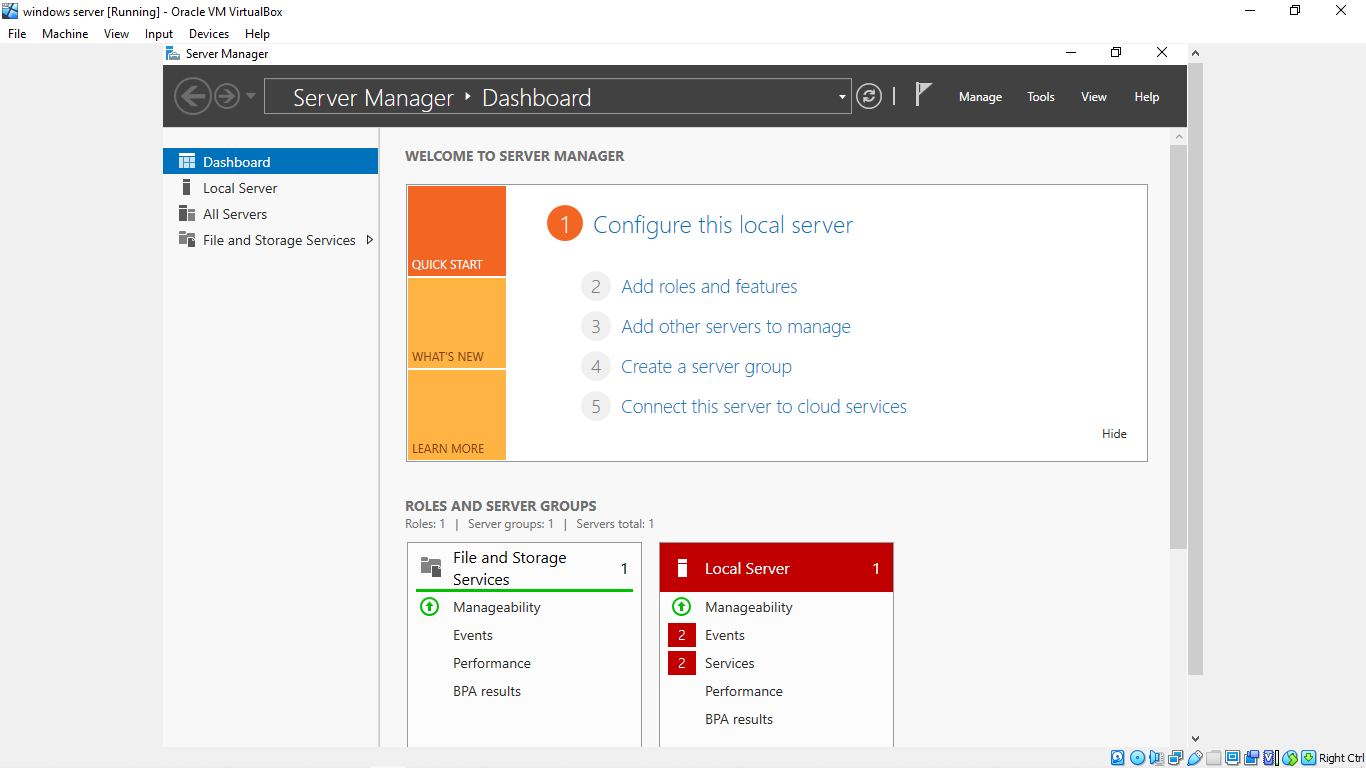 windows server [Running] - Oracle VM VirtualBox
File Machine View Input Devices Help
Server Manager
Server Manager ‣ Dashboard
Manage Tools View Help
Dashboard
Local Server
All Servers
File and Storage Services
WELCOME TO SERVER MANAGER
QUICK START
WHAT'S NEW
LEARN MORE
1 Configure this local server
2 Add roles and features
3 Add other servers to manage
4 Create a server group
5 Connect this server to cloud services
Hide
ROLES AND SERVER GROUPS
Roles: 1 | Server groups: 1 | Servers total: 1
File and Storage
Services 1
Manageability
Events
Performance
BPA results
Local Server 1
Manageability
2 Events
2 Services
Performance
BPA results
Right Ctrl